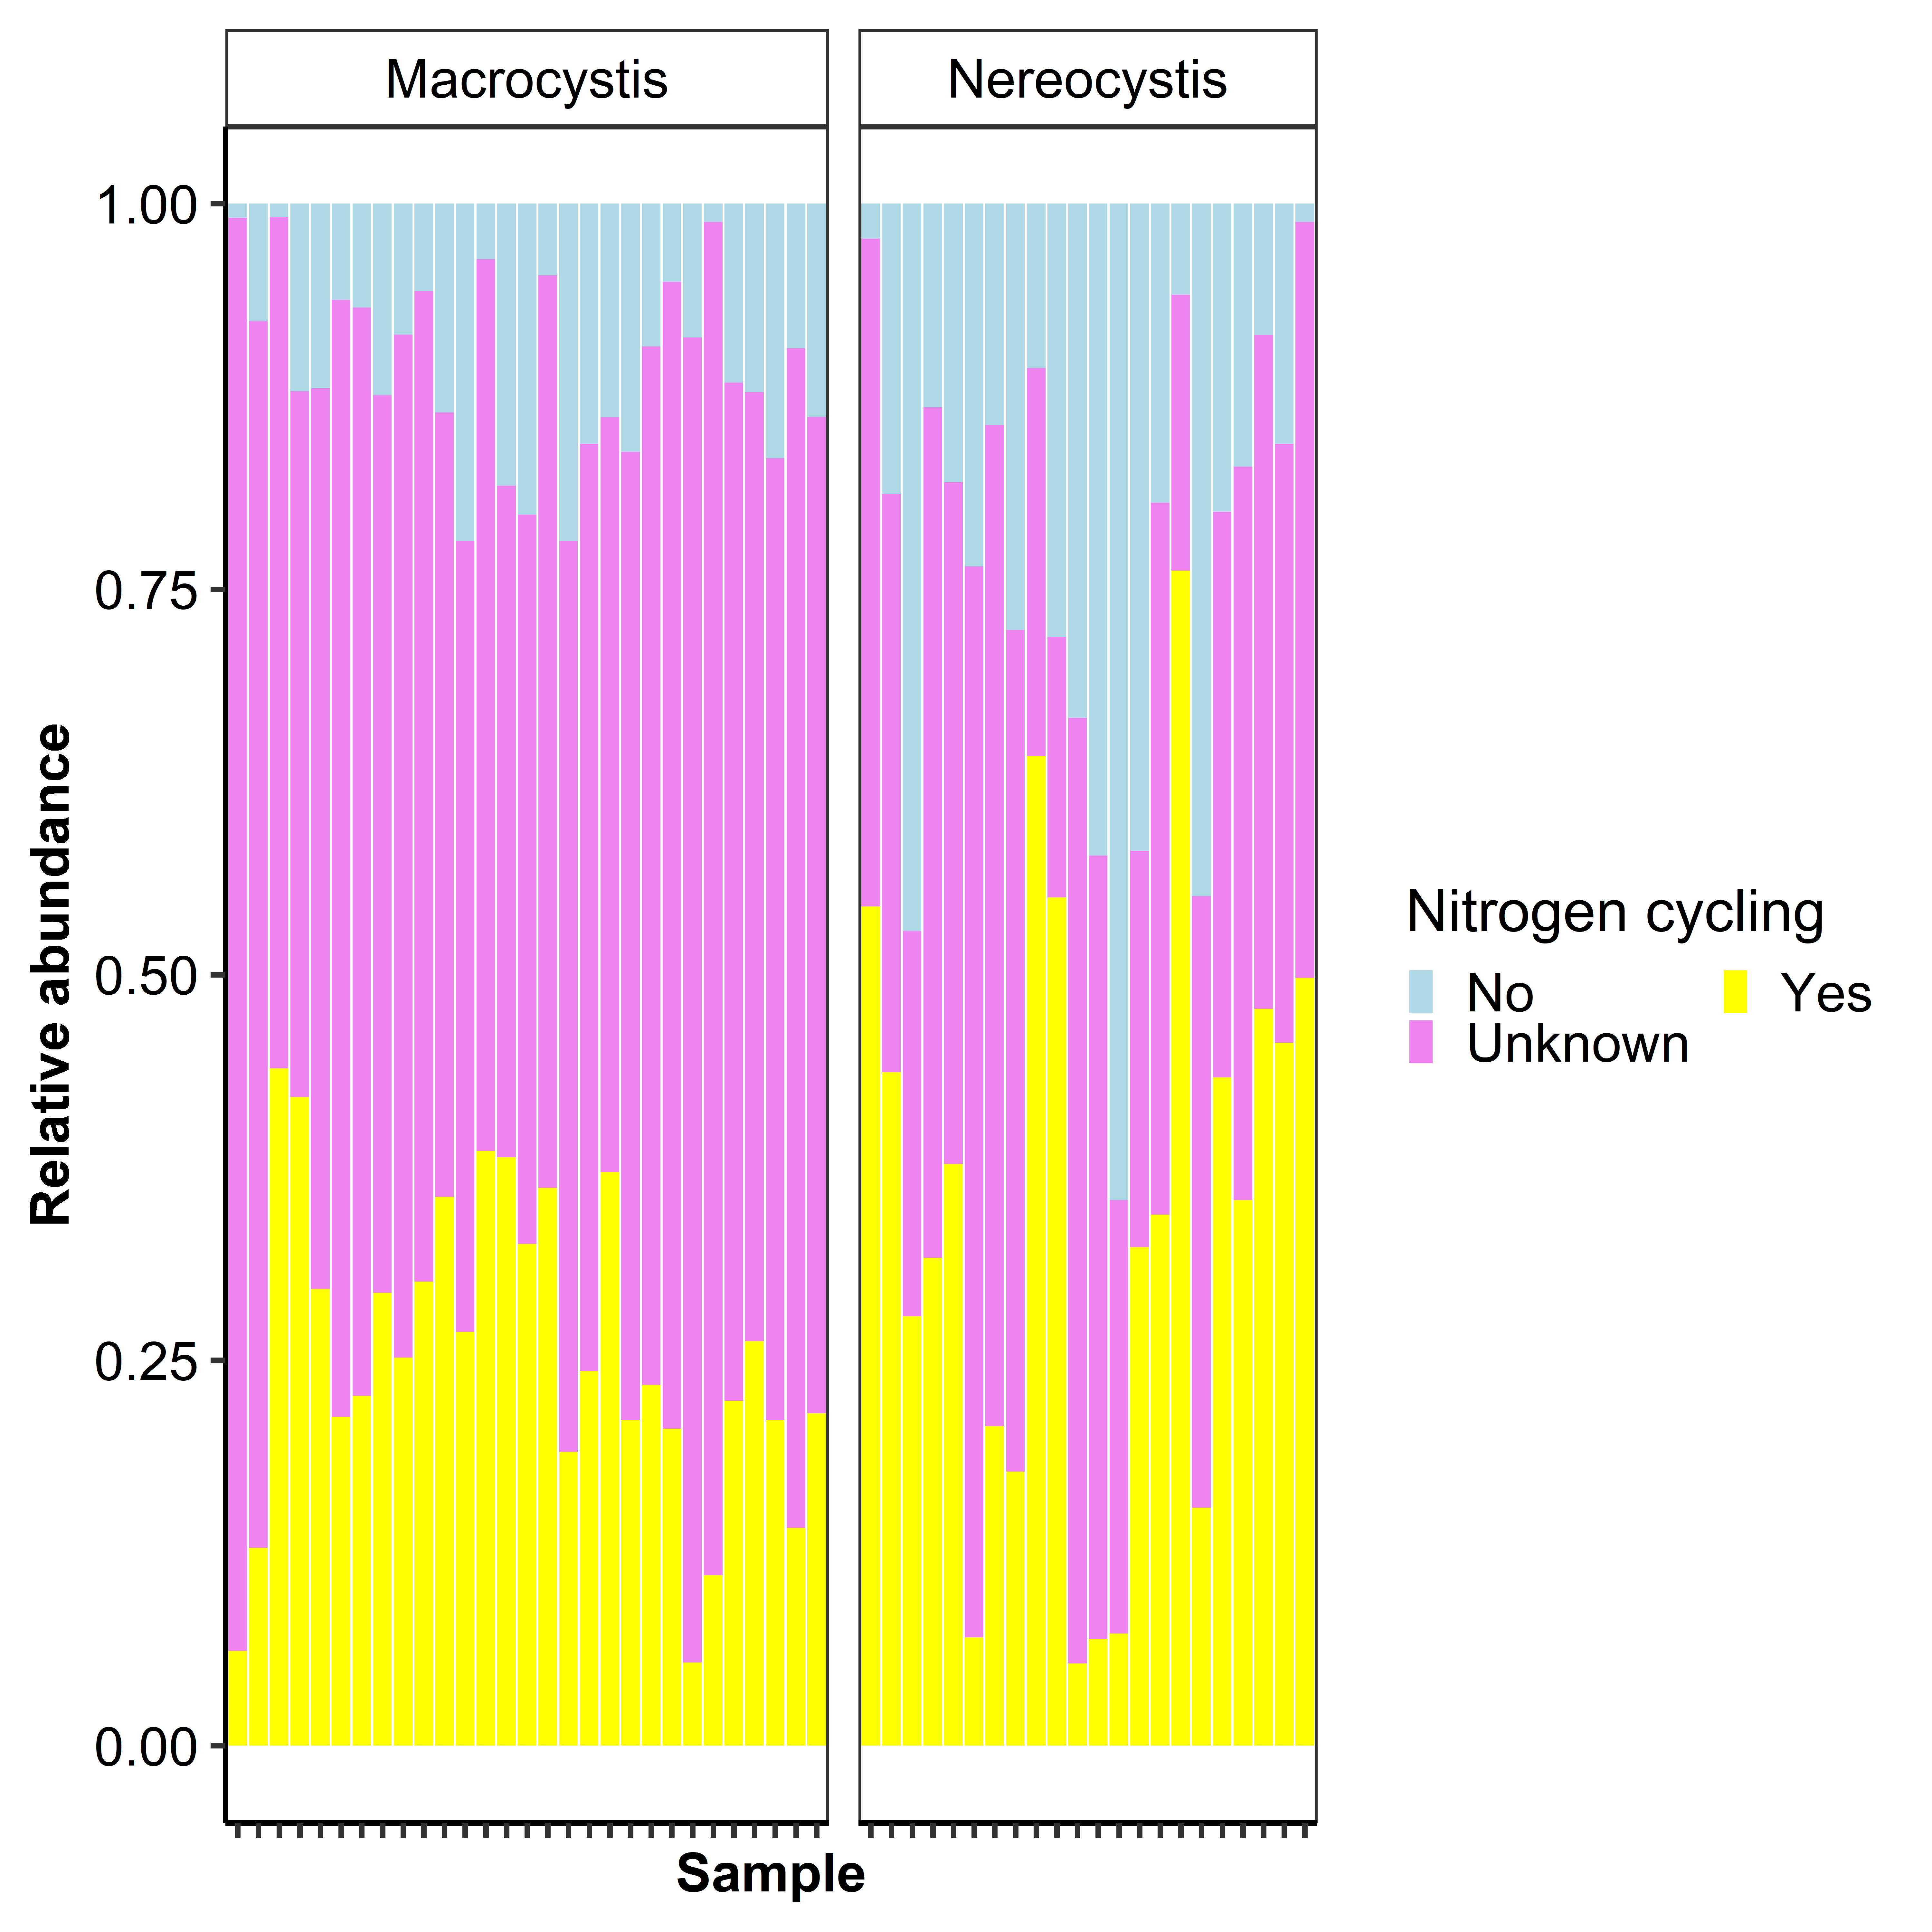 Macrocystis
Nereocystis
1.00
0.75
0.50
0.25
0.00
Relative abundance
Sample
Nitrogen cycling
No
Yes
Unknown